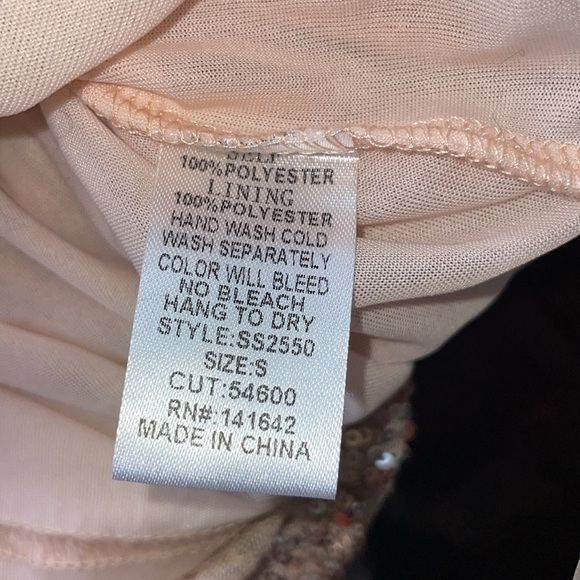 SELF
100%POLYESTER
LINING
100%POLYESTER
HAND WASH COLD
WASH SEPARATELY
COLOR WILL BLEED
NO BLEACH
HANG TO DRY
STYLE:SS2550
SIZE:S
CUT:54600
RN#:141642
MADE IN CHINA